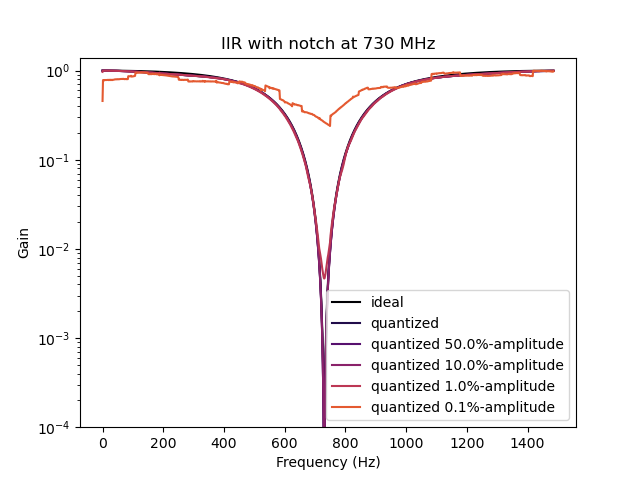 IIR with notch at 730 MHz
10^0
10^-1
10^-2
10^-3
10^-4
Gain
ideal
quantized
quantized 50.0%-amplitude
quantized 10.0%-amplitude
quantized 1.0%-amplitude
quantized 0.1%-amplitude
0 200 400 600 800 1000 1200 1400
Frequency (Hz)